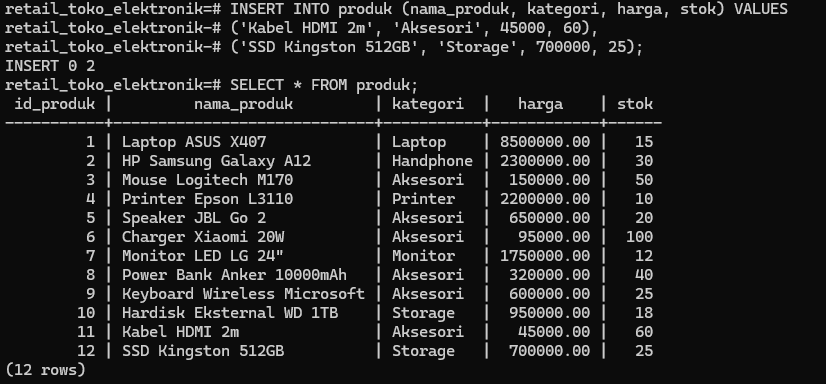 retail_toko_elektronik=# INSERT INTO produk (nama_produk, kategori, harga, stok) VALUES
retail_toko_elektronik-# ('Kabel HDMI 2m', 'Aksesori', 45000, 60),
retail_toko_elektronik-# ('SSD Kingston 512GB', 'Storage', 700000, 25);
INSERT 0 2
retail_toko_elektronik=# SELECT * FROM produk;
 id_produk |         nama_produk         | kategori  |   harga    | stok
-----------+-----------------------------+-----------+------------+------
         1 | Laptop ASUS X407            | Laptop    | 8500000.00 |   15
         2 | HP Samsung Galaxy A12       | Handphone | 2300000.00 |   30
         3 | Mouse Logitech M170         | Aksesori  |  150000.00 |   50
         4 | Printer Epson L3110         | Printer   | 2200000.00 |   10
         5 | Speaker JBL Go 2            | Aksesori  |  650000.00 |   20
         6 | Charger Xiaomi 20W          | Aksesori  |   95000.00 |  100
         7 | Monitor LED LG 24"          | Monitor   | 1750000.00 |   12
         8 | Power Bank Anker 10000mAh   | Aksesori  |  320000.00 |   40
         9 | Keyboard Wireless Microsoft | Aksesori  |  600000.00 |   25
        10 | Hardisk Eksternal WD 1TB    | Storage   |  950000.00 |   18
        11 | Kabel HDMI 2m               | Aksesori  |   45000.00 |   60
        12 | SSD Kingston 512GB          | Storage   |  700000.00 |   25
(12 rows)